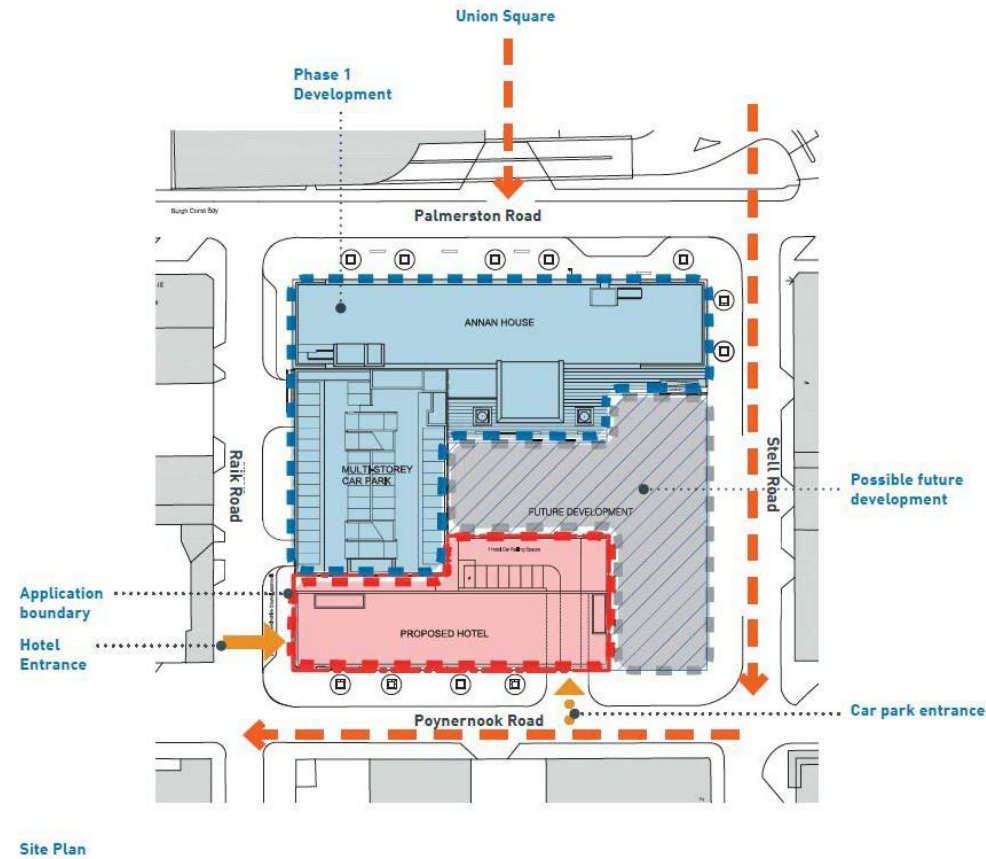 Union Square
Phase 1
Development
Burgh Const Bdy
Palmerston Road
ANNAN HOUSE
Raik Road
MULTI-STOREY
CAR PARK
Stell Road
Possible future
development
FUTURE DEVELOPMENT
Application
boundary
Hotel
Entrance
PROPOSED HOTEL
Car park entrance
Poynernook Road
Site Plan